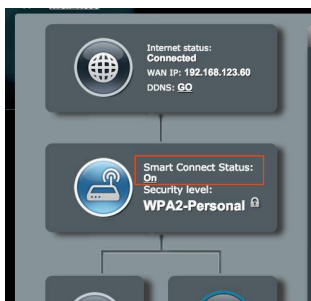 Internet status:
Connected
WAN IP: 192.168.123.60
DDNS: GO
Smart Connect Status:
On
Security level:
WPA2-Personal